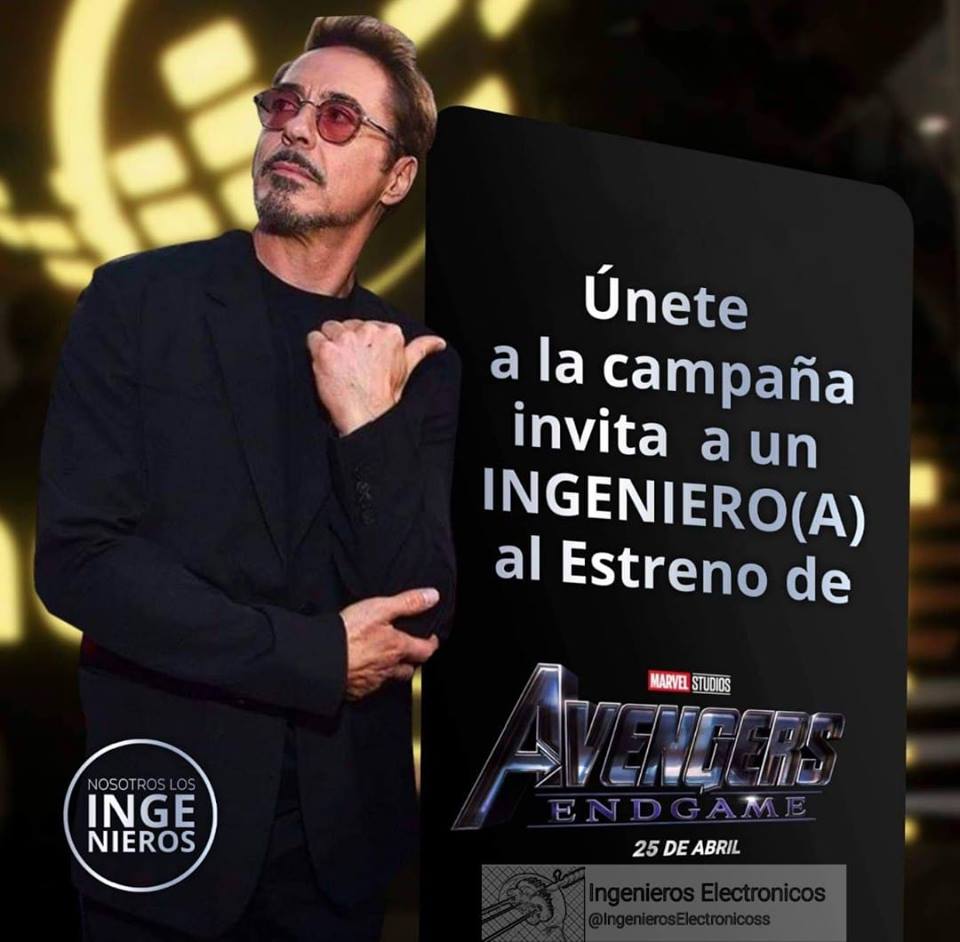 Únete
a la campaña
invita a un
INGENIERO(A)
al Estreno de
MARVEL STUDIOS
AVENGERS
ENDGAME
25 DE ABRIL
NOSOTROS LOS
INGE
NIEROS
Ingenieros Electronicos
@IngenierosElectronicoss